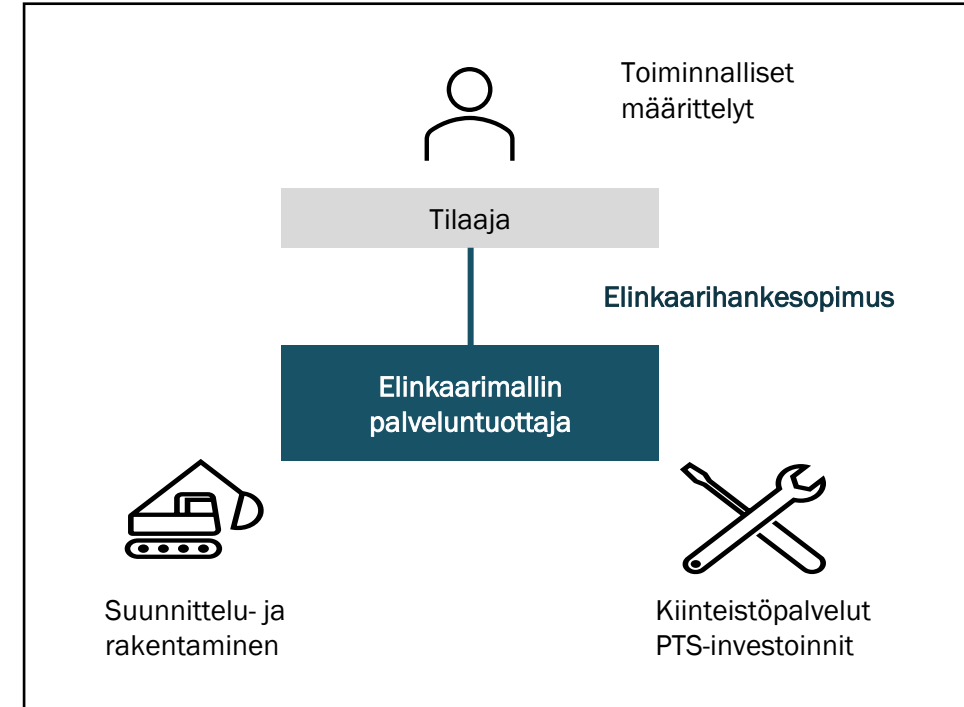 Toiminnalliset
määrittelyt
Tilaaja
Elinkaarihankesopimus
Elinkaarimallin
palveluntuottaja
Suunnittelu- ja
rakentaminen
Kiinteistöpalvelut
PTS-investoinnit